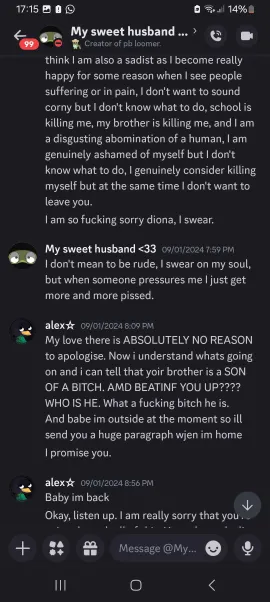 17:15
14%
99
My sweet husband ...
Creator of pb loomer.
think I am also a sadist as I become really
happy for some reason when I see people
suffering or in pain, I don't want to sound
corny but I don't know what to do, school is
killing me, my brother is killing me, and I am
a disgusting abomination of a human, I am
genuinely ashamed of myself but I don't
know what to do, I genuinely consider killing
myself but at the same time I don't want to
leave you.
I am so fucking sorry diona, I swear.
My sweet husband <33 09/01/2024 7:59 PM
I don't mean to be rude, I swear on my soul,
but when someone pressures me I just get
more and more pissed.
alex☆ 09/01/2024 8:09 PM
My love there is ABSOLUTELY NO REASON
to apologise. Now i understand whats going
on and i can tell that yoir brother is a SON
OF A BITCH. AMD BEATINF YOU UP????
WHO IS HE. What a fucking bitch he is.
And babe im outside at the moment so ill
send you a huge paragraph wjen im home
I promise you.
alex☆ 09/01/2024 8:56 PM
Baby im back
Okay, listen up. I am really sorry that you're
Message @My...